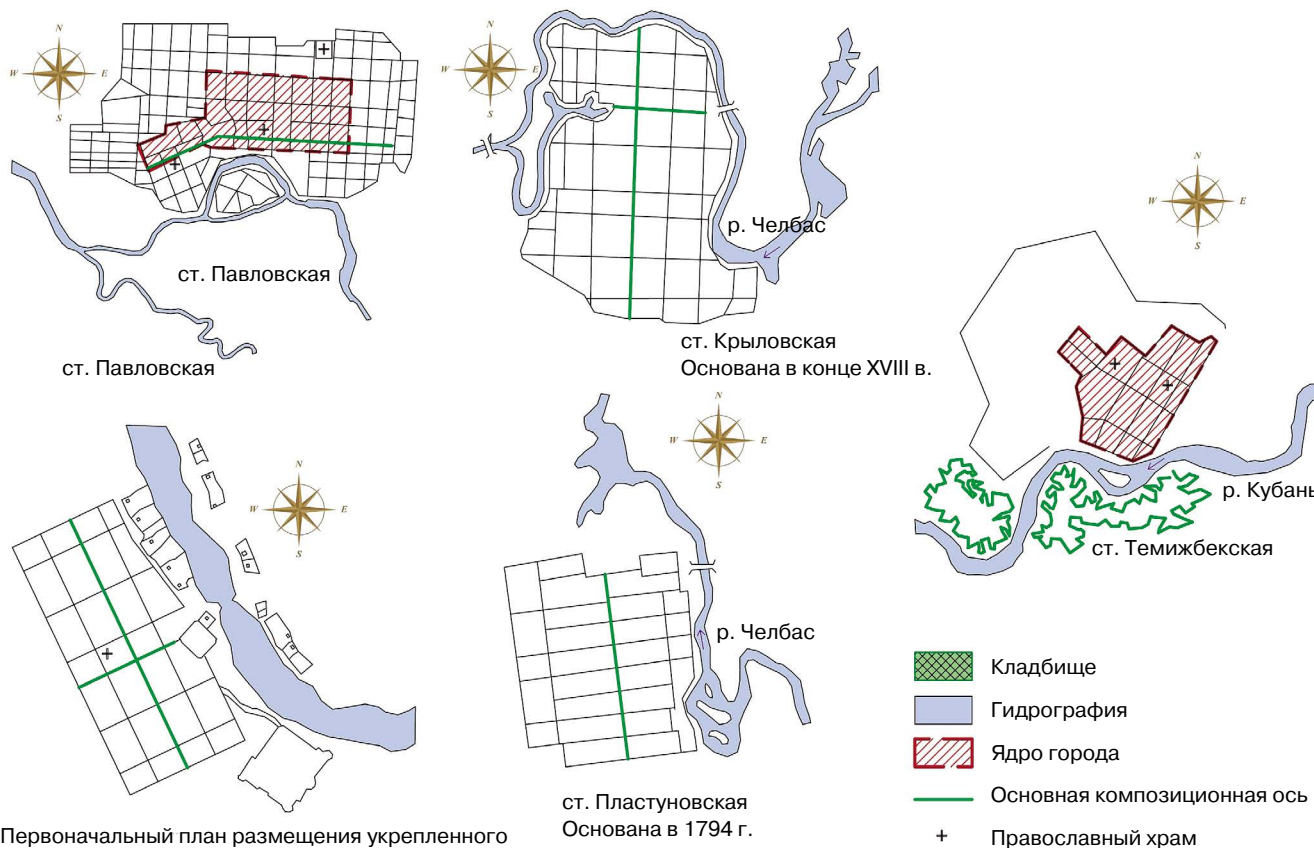 N
W
E
S
ст. Павловская
ст. Павловская
N
W
E
S
р. Челбас
ст. Крыловская
Основана в конце XVIII в.
N
W
E
S
р. Кубань
ст. Темижбекская
N
W
E
S
Первоначальный план размещения укрепленного
N
W
E
S
р. Челбас
ст. Пластуновская
Основана в 1794 г.
Кладбище
Гидрография
Ядро города
Основная композиционная ось
Православный храм